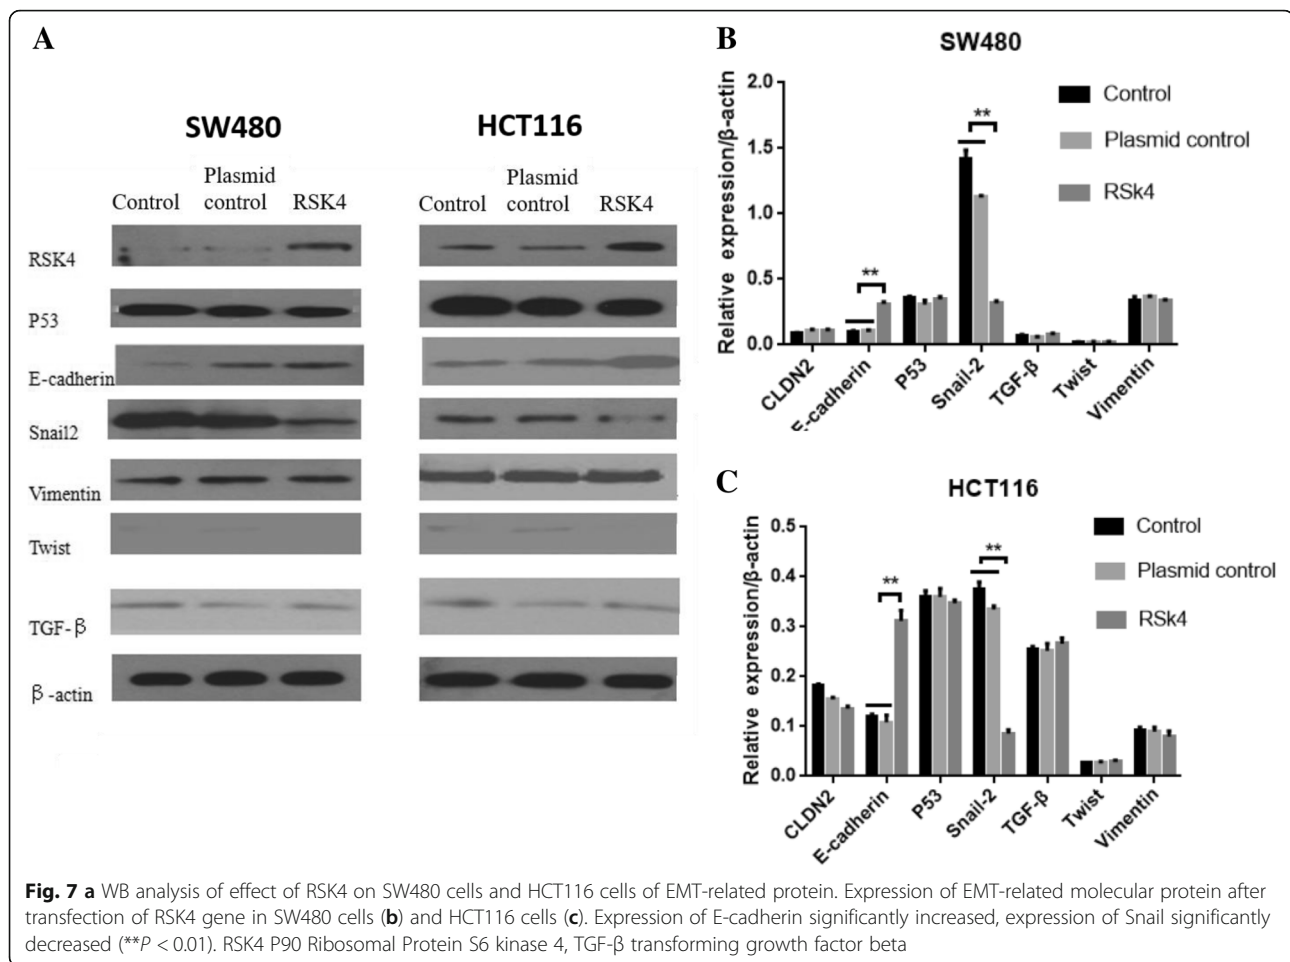 A
SW480
HCT116
Control
Plasmid
control
RSK4
Control
Plasmid
control
RSK4
RSK4
P53
E-cadherin
Snail2
Vimentin
Twist
TGF-β
β-actin
B
SW480
Relative expression/β-actin
2.0
1.5
1.0
0.5
0.0
**
**
Control
Plasmid control
RSk4
CLDN2
E-cadherin
P53
Snail-2
TGF-β
Twist
Vimentin
C
HCT116
Relative expression/β-actin
0.5
0.4
0.3
0.2
0.1
0.0
**
**
Control
Plasmid control
RSk4
CLDN2
E-cadherin
P53
Snail-2
TGF-β
Twist
Vimentin
Fig. 7 a WB analysis of effect of RSK4 on SW480 cells and HCT116 cells of EMT-related protein. Expression of EMT-related molecular protein after
transfection of RSK4 gene in SW480 cells (b) and HCT116 cells (c). Expression of E-cadherin significantly increased, expression of Snail significantly
decreased (**P < 0.01). RSK4 P90 Ribosomal Protein S6 kinase 4, TGF-β transforming growth factor beta